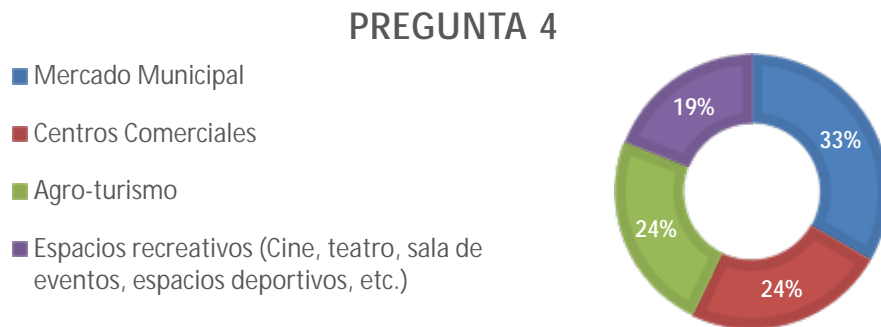 PREGUNTA 4
Mercado Municipal
Centros Comerciales
Agro-turismo
Espacios recreativos (Cine, teatro, sala de
eventos, espacios deportivos, etc.)
19%
33%
24%
24%